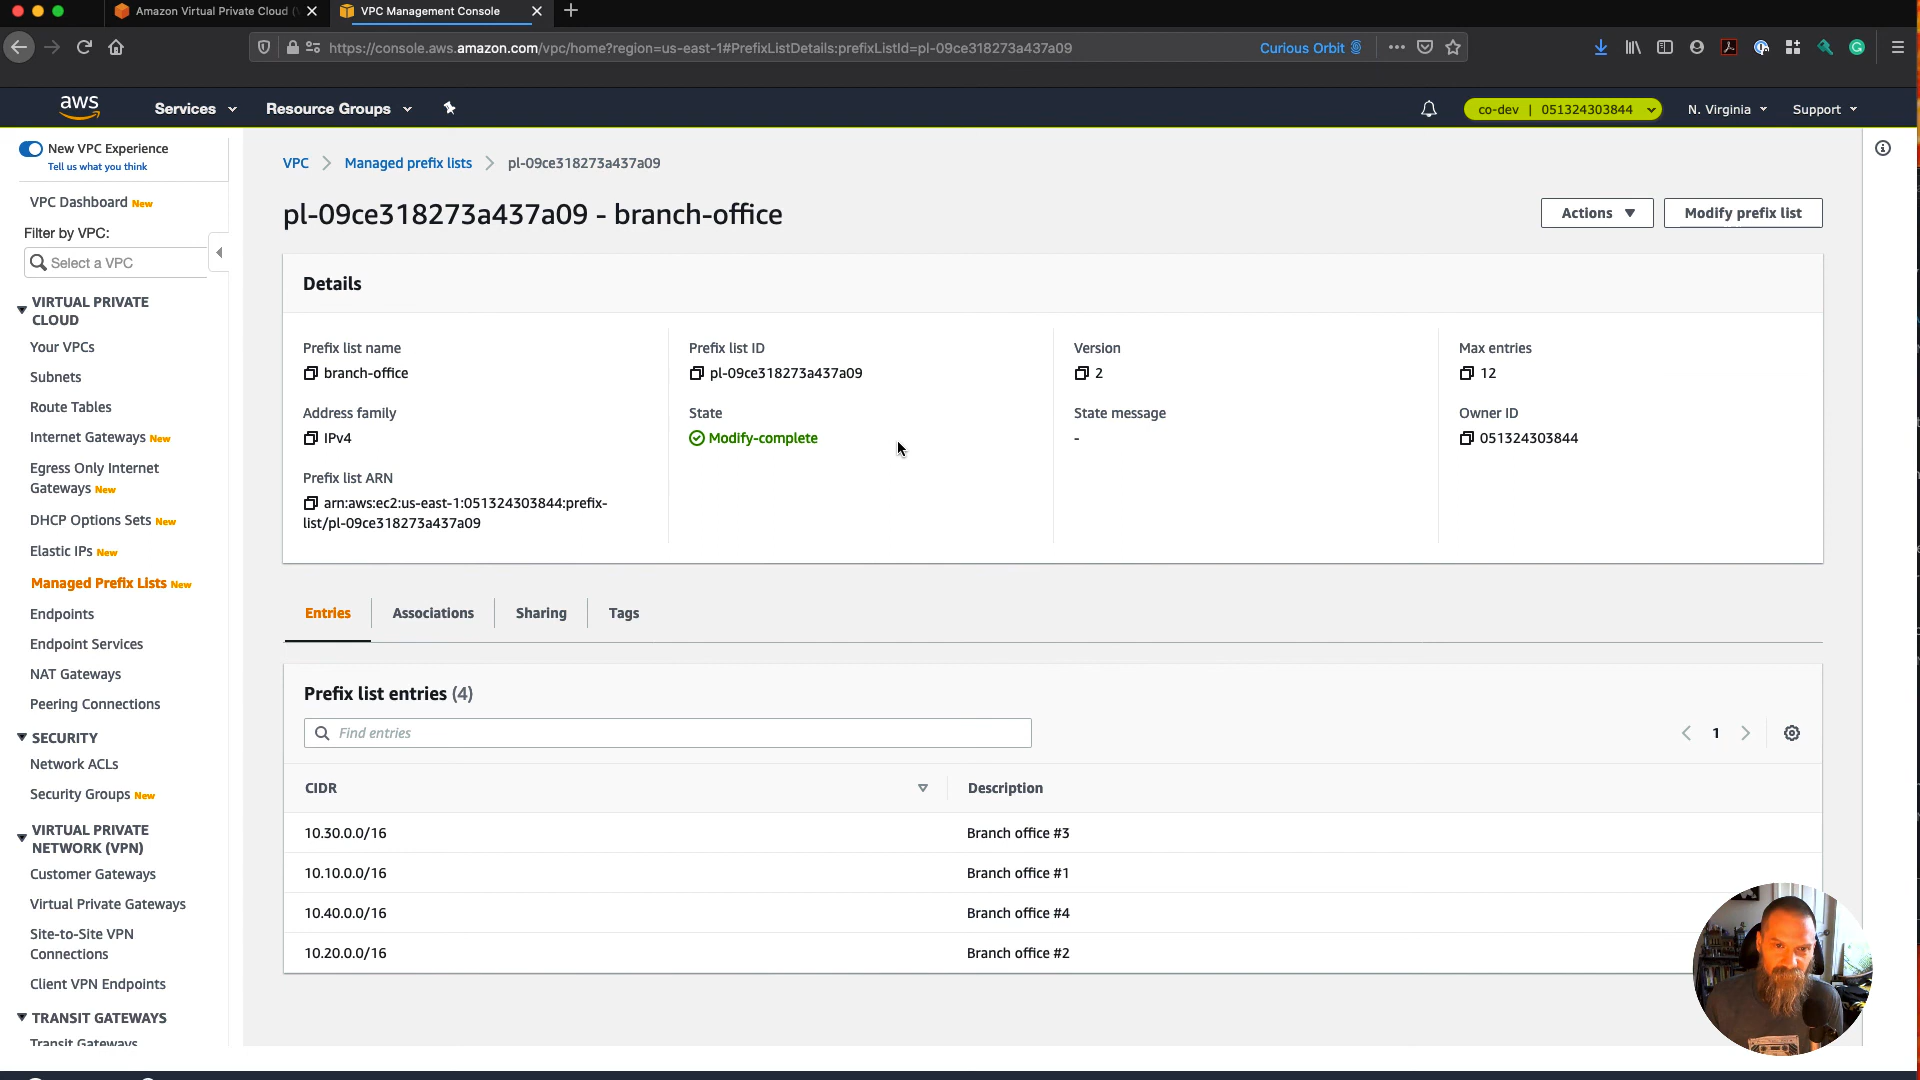 Amazon Virtual Private Cloud (
VPC Management Console
https://console.aws.amazon.com/vpc/home?region=us-east-1#PrefixListDetails:prefixListId=pl-09ce318273a437a09
Curious Orbit
aws
Services
Resource Groups
co-dev | 051324303844
N. Virginia
Support
New VPC Experience
Tell us what you think
VPC Dashboard New
Filter by VPC:
Select a VPC
VIRTUAL PRIVATE
CLOUD
Your VPCs
Subnets
Route Tables
Internet Gateways New
Egress Only Internet
Gateways New
DHCP Options Sets New
Elastic IPs New
Managed Prefix Lists New
Endpoints
Endpoint Services
NAT Gateways
Peering Connections
SECURITY
Network ACLs
Security Groups New
VIRTUAL PRIVATE
NETWORK (VPN)
Customer Gateways
Virtual Private Gateways
Site-to-Site VPN
Connections
Client VPN Endpoints
TRANSIT GATEWAYS
Transit Gateways
VPC > Managed prefix lists > pl-09ce318273a437a09
pl-09ce318273a437a09 - branch-office
Actions
Modify prefix list
Details
Prefix list name
branch-office
Address family
IPv4
Prefix list ARN
arn:aws:ec2:us-east-1:051324303844:prefix-
list/pl-09ce318273a437a09
Prefix list ID
pl-09ce318273a437a09
State
Modify-complete
Version
2
State message
-
Max entries
12
Owner ID
051324303844
Entries
Associations
Sharing
Tags
Prefix list entries (4)
Find entries
1
CIDR Description
10.30.0.0/16 Branch office #3
10.10.0.0/16 Branch office #1
10.40.0.0/16 Branch office #4
10.20.0.0/16 Branch office #2